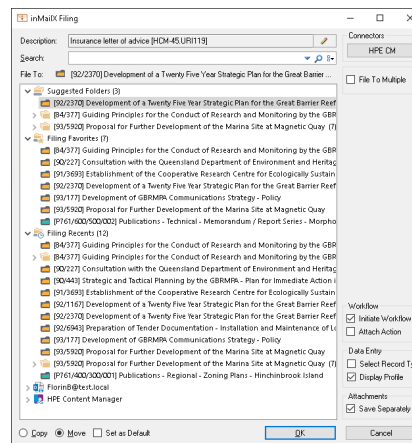 inMailX Filing
Description: Insurance letter of advice [HCM-45.URI119]
Connectors
HPE CM
Search:
File To: [92/2370] Development of a Twenty Five Year Strategic Plan for the Great Barrier ...
File To Multiple
Suggested Folders (3)
[92/2370] Development of a Twenty Five Year Strategic Plan for the Great Barrier Reef
[84/377] Guiding Principles for the Conduct of Research and Monitoring by the GBR
[93/5920] Proposal for Further Development of the Marina Site at Magnetic Quay (7)
Filing Favorites (7)
[84/377] Guiding Principles for the Conduct of Research and Monitoring by the GBR
[90/227] Consultation with the Queensland Department of Environment and Heritag
[91/3693] Establishment of the Cooperative Research Centre for Ecologically Sustain
[92/2370] Development of a Twenty Five Year Strategic Plan for the Great Barrier Reef
[93/177] Development of GBRMPA Communications Strategy - Policy
[93/5920] Proposal for Further Development of the Marina Site at Magnetic Quay
[P761/600/500/002] Publications - Technical - Memorandum / Report Series - Morpho
Filing Recents (12)
[84/377] Guiding Principles for the Conduct of Research and Monitoring by the GBR
[84/377] Guiding Principles for the Conduct of Research and Monitoring by the GBR
[90/227] Consultation with the Queensland Department of Environment and Heritag
[90/443] Strategic and Tactical Planning by the GBRMPA - Plan for Immediate Action i
[91/3693] Establishment of the Cooperative Research Centre for Ecologically Sustain
[92/1167] Development of a Twenty Five Year Strategic Plan for the Great Barrier Reef
[92/2370] Development of a Twenty Five Year Strategic Plan for the Great Barrier Reef
[92/6943] Preparation of Tender Documentation - Installation and Maintenance of Lo
[93/177] Development of GBRMPA Communications Strategy - Policy
[93/5920] Proposal for Further Development of the Marina Site at Magnetic Quay
[93/5920] Proposal for Further Development of the Marina Site at Magnetic Quay (7)
[P761/400/300/001] Publications - Regional - Zoning Plans - Hinchinbrook Island
FlorinB@test.local
HPE Content Manager
Workflow
Initiate Workflow
Attach Action
Data Entry
Select Record Ty
Display Profile
Attachments
Save Separately
Copy Move Set as Default OK Cancel